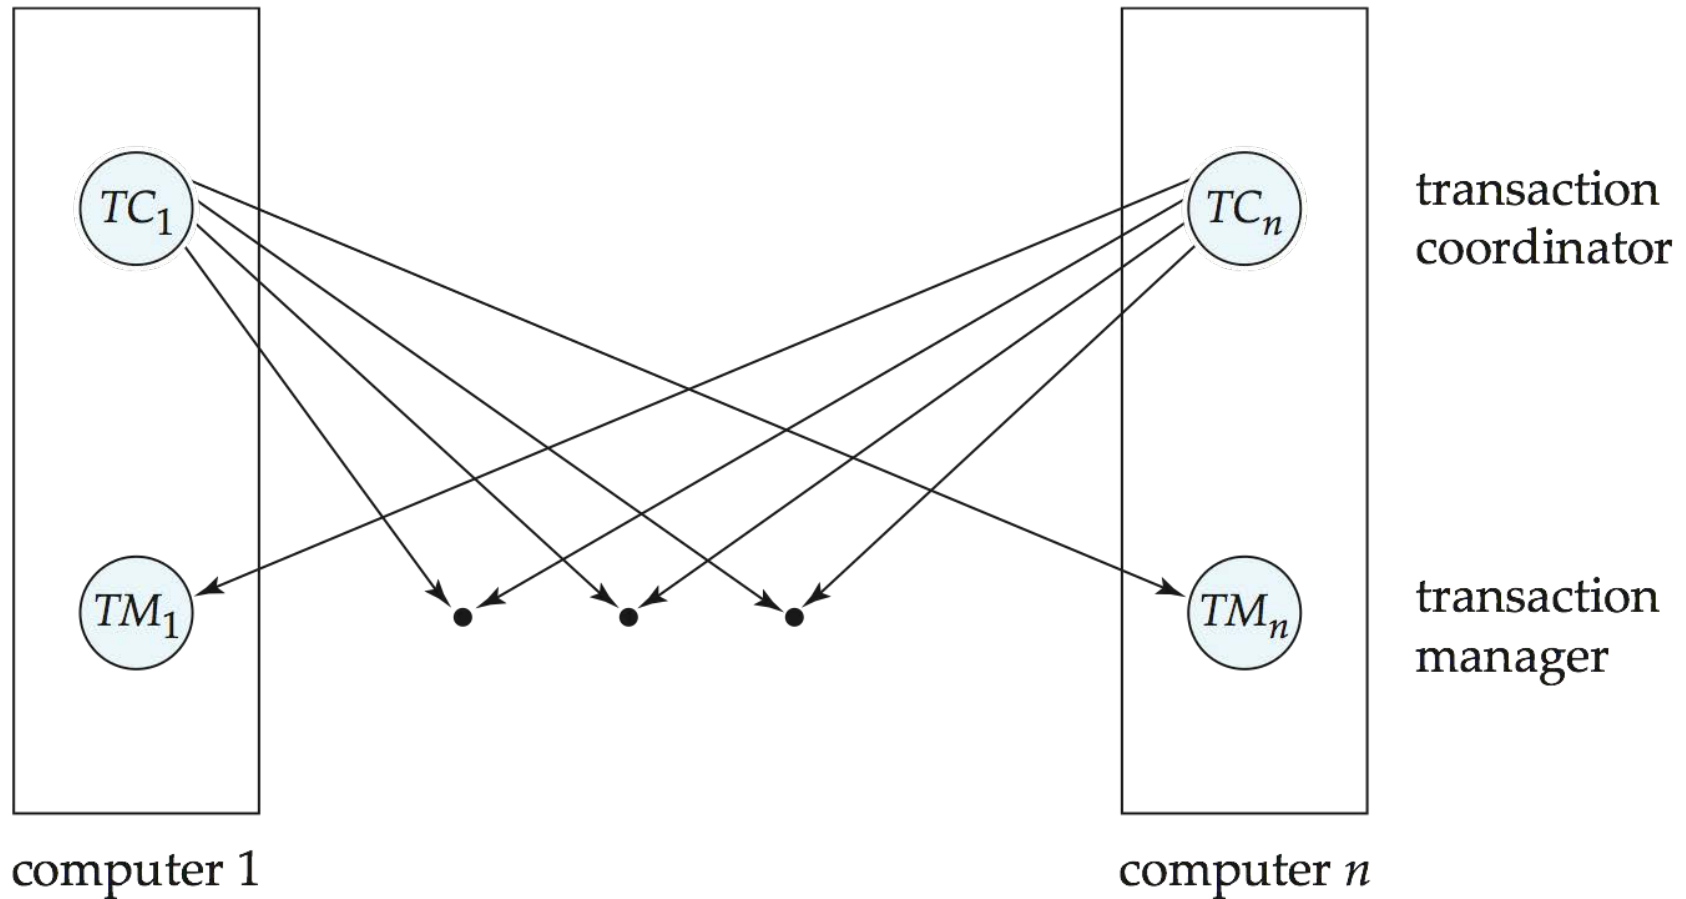 TC1
TCn
transaction
coordinator
TM1
TMn
transaction
manager
computer 1
computer n